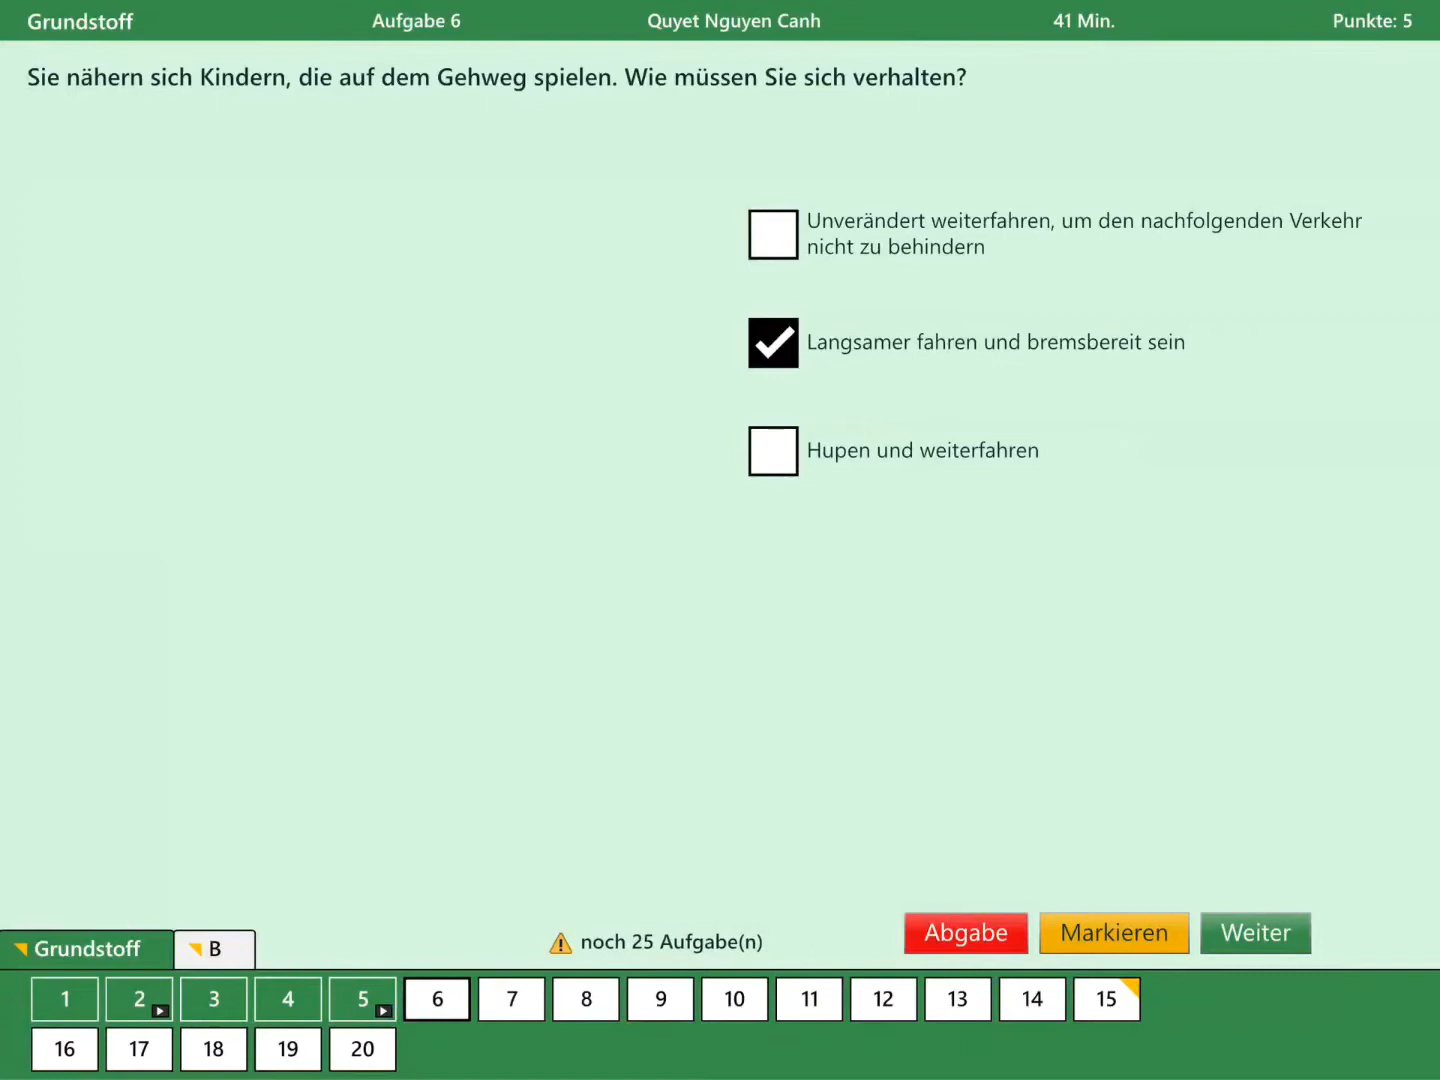 Grundstoff Aufgabe 6 Quyet Nguyen Canh 41 Min. Punkte: 5
Sie nähern sich Kindern, die auf dem Gehweg spielen. Wie müssen Sie sich verhalten?
Unverändert weiterfahren, um den nachfolgenden Verkehr
nicht zu behindern
Langsamer fahren und bremsbereit sein
Hupen und weiterfahren
Grundstoff B noch 25 Aufgabe(n) Abgabe Markieren Weiter
1 2 3 4 5 6 7 8 9 10 11 12 13 14 15
16 17 18 19 20